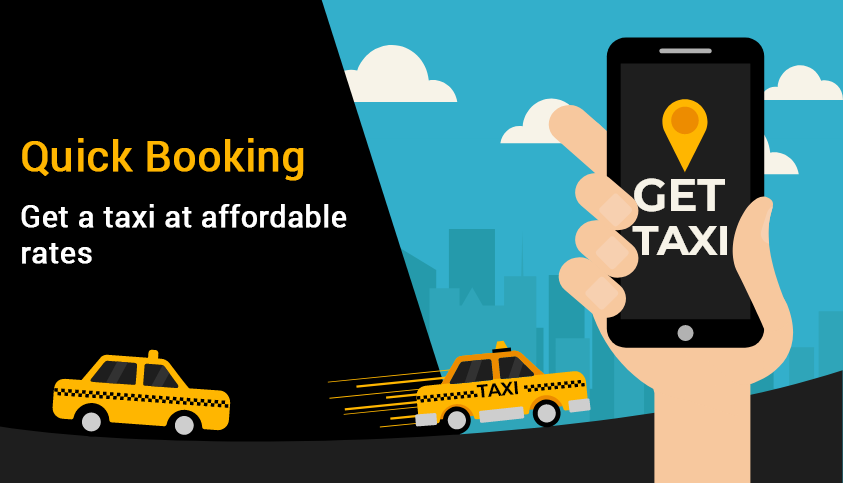 Quick Booking
Get a taxi at affordable
rates
GET
TAXI
TAXI